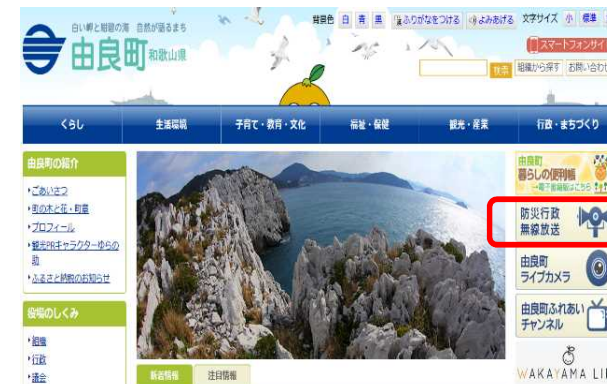 白い岬と紺碧の海 自然が語るまち
由良町 和歌山県
背景色 白 青 黒 ふりがなをつける よみあげる 文字サイズ 小 標準
スマートフォンサイ
検索 組織から探す お問い合わせ
くらし 生活環境 子育て・教育・文化 福祉・保健 観光・産業 行政・まちづくり
由良町の紹介
ごあいさつ
町の木と花・町章
プロフィール
観光PRキャラクターゆらの
助
ふるさと納税のお知らせ
役場のしくみ
組織
行政
議会
新着情報 注目情報
由良町
暮らしの便利帳
防災行政
無線放送
由良町
ライブカメラ
由良町ふれあい
チャンネル
WAKAYAMA LI